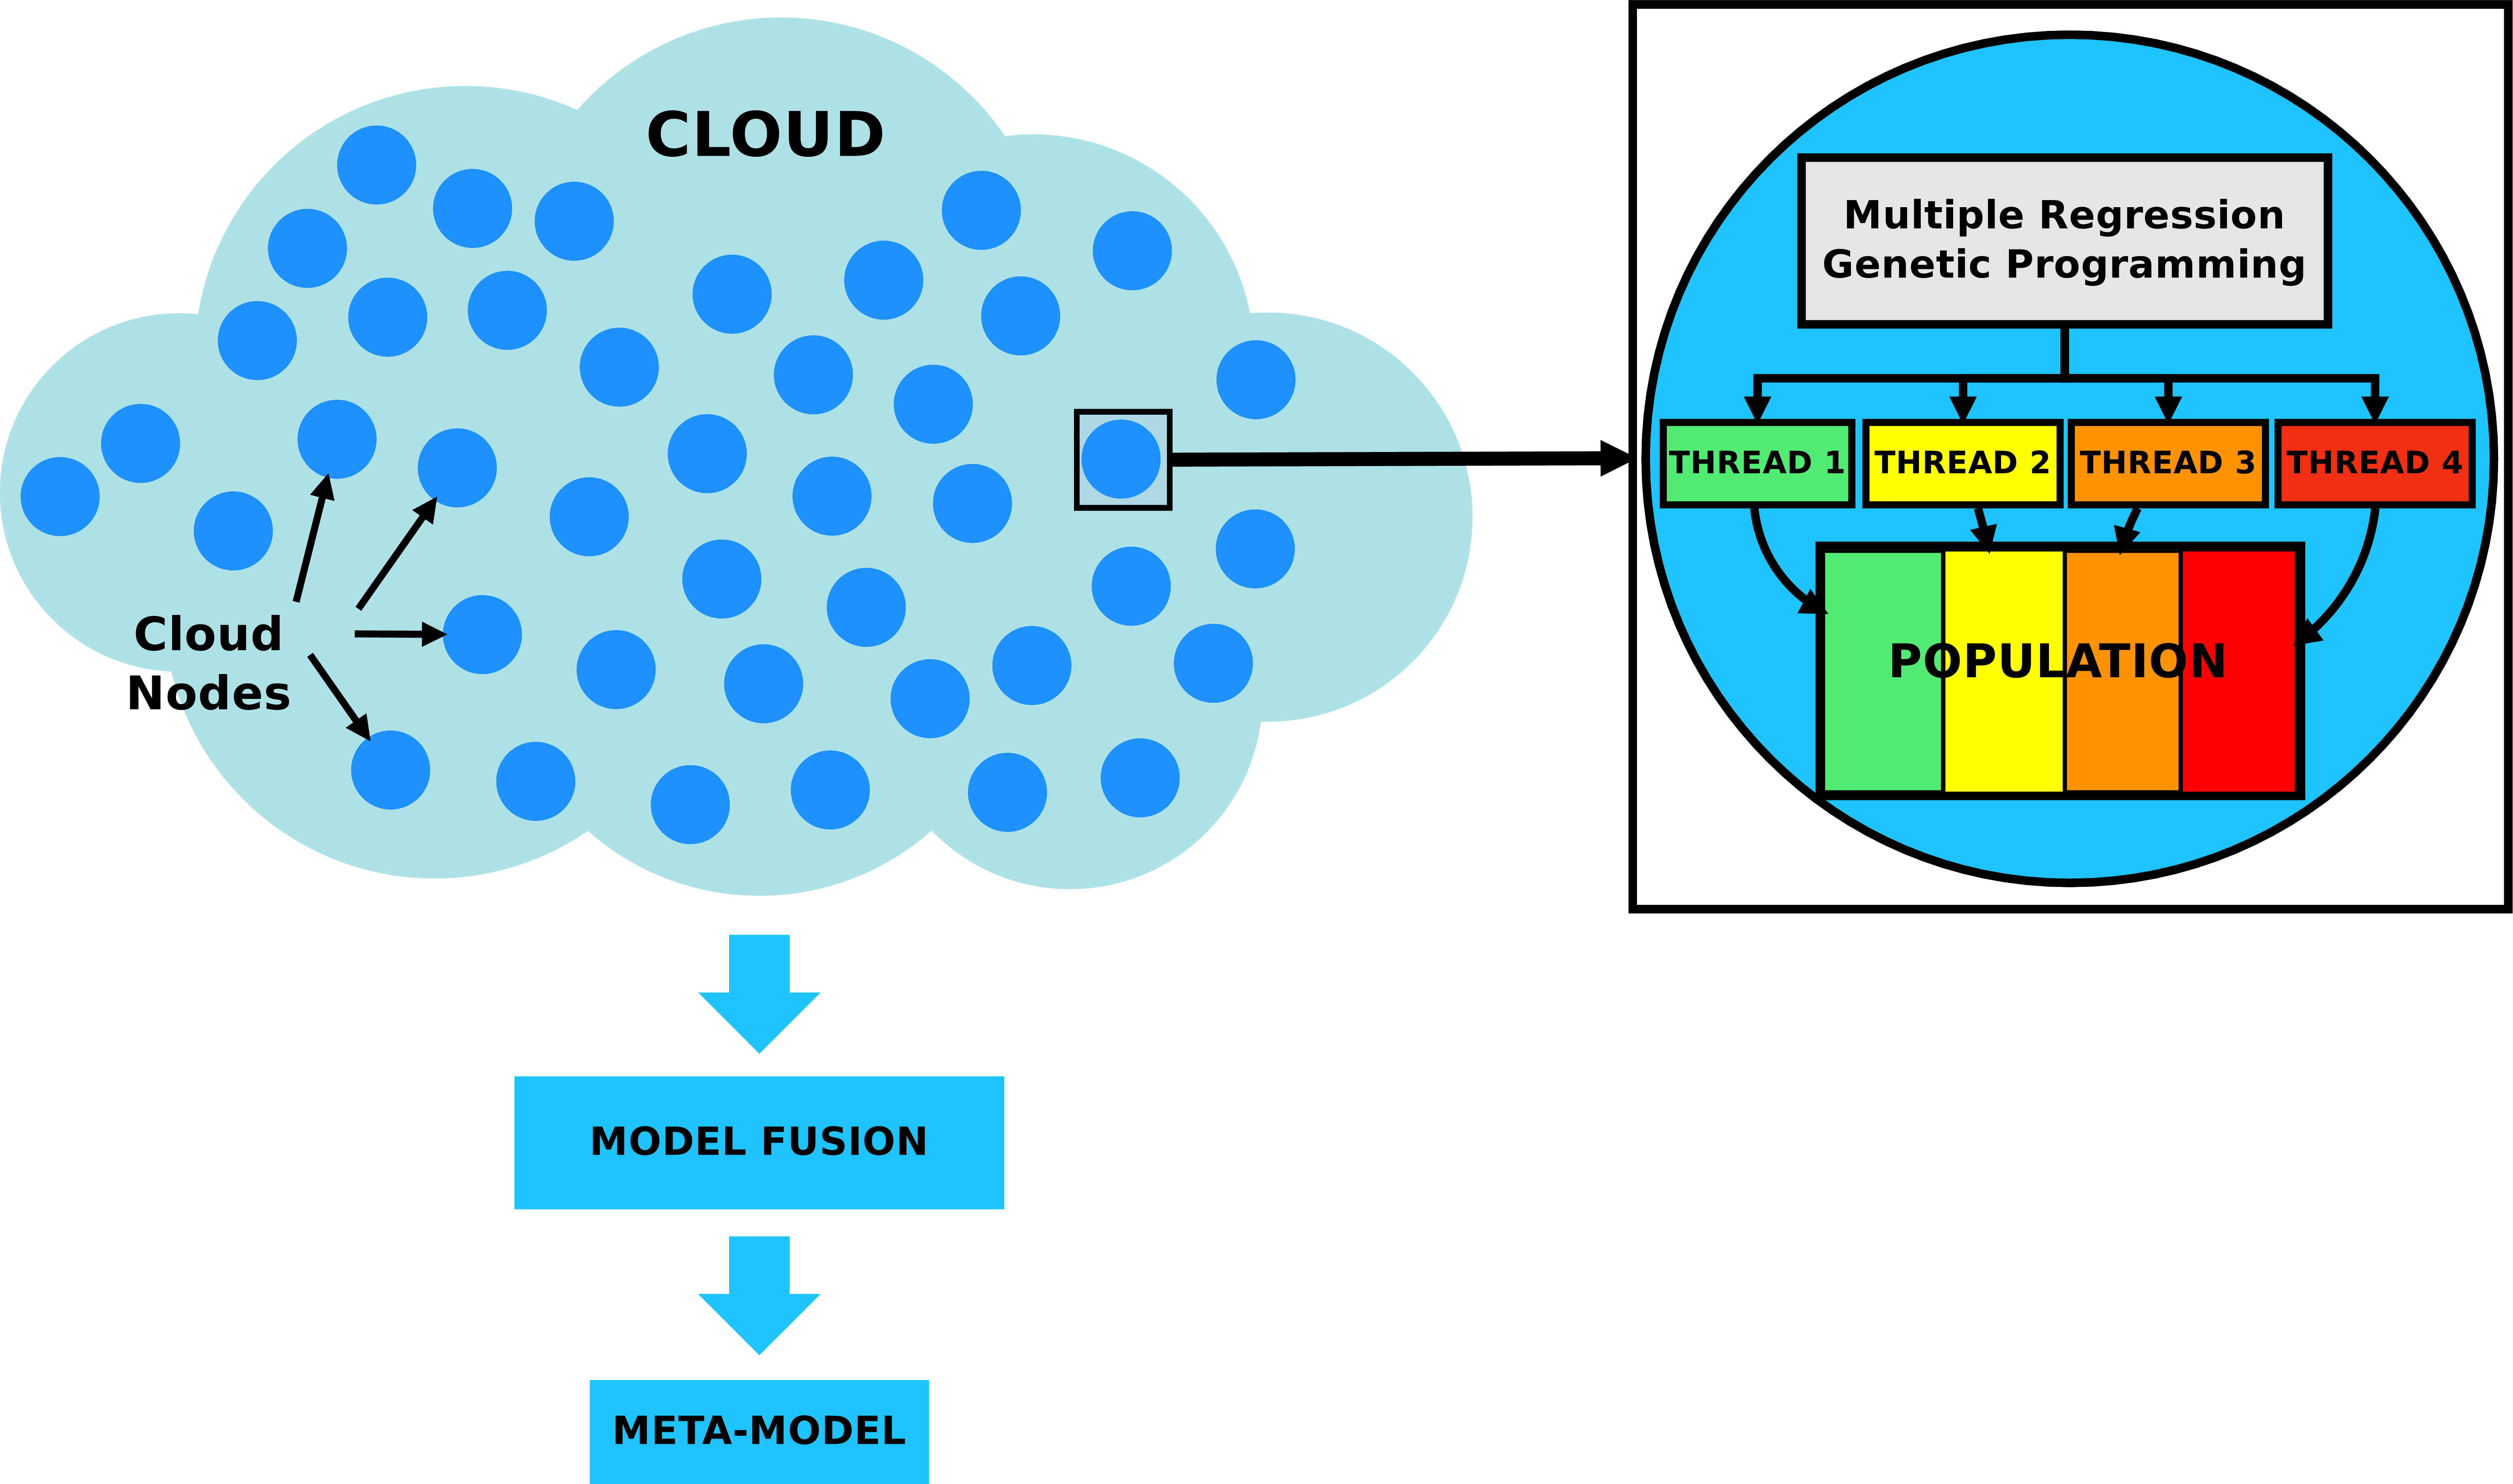 CLOUD
Cloud
Nodes
Multiple Regression
Genetic Programming
THREAD 1
THREAD 2
THREAD 3
THREAD 4
POPULATION
MODEL FUSION
META-MODEL